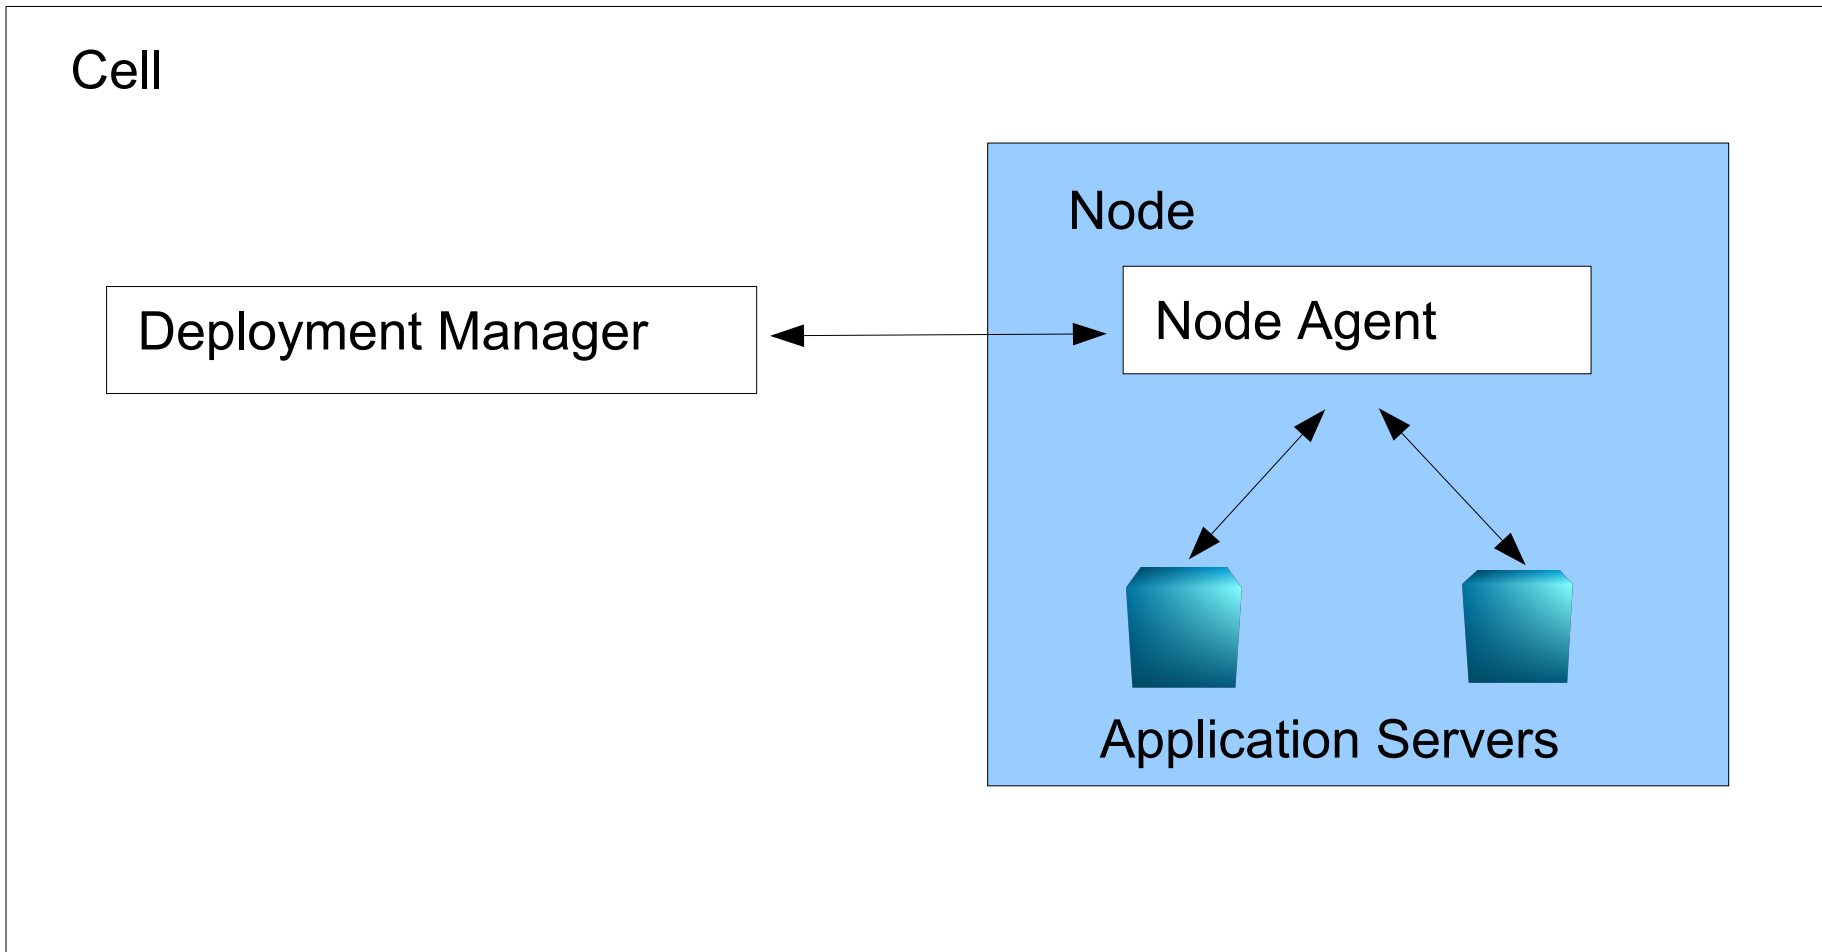 Cell
Node
Deployment Manager
Node Agent
Application Servers